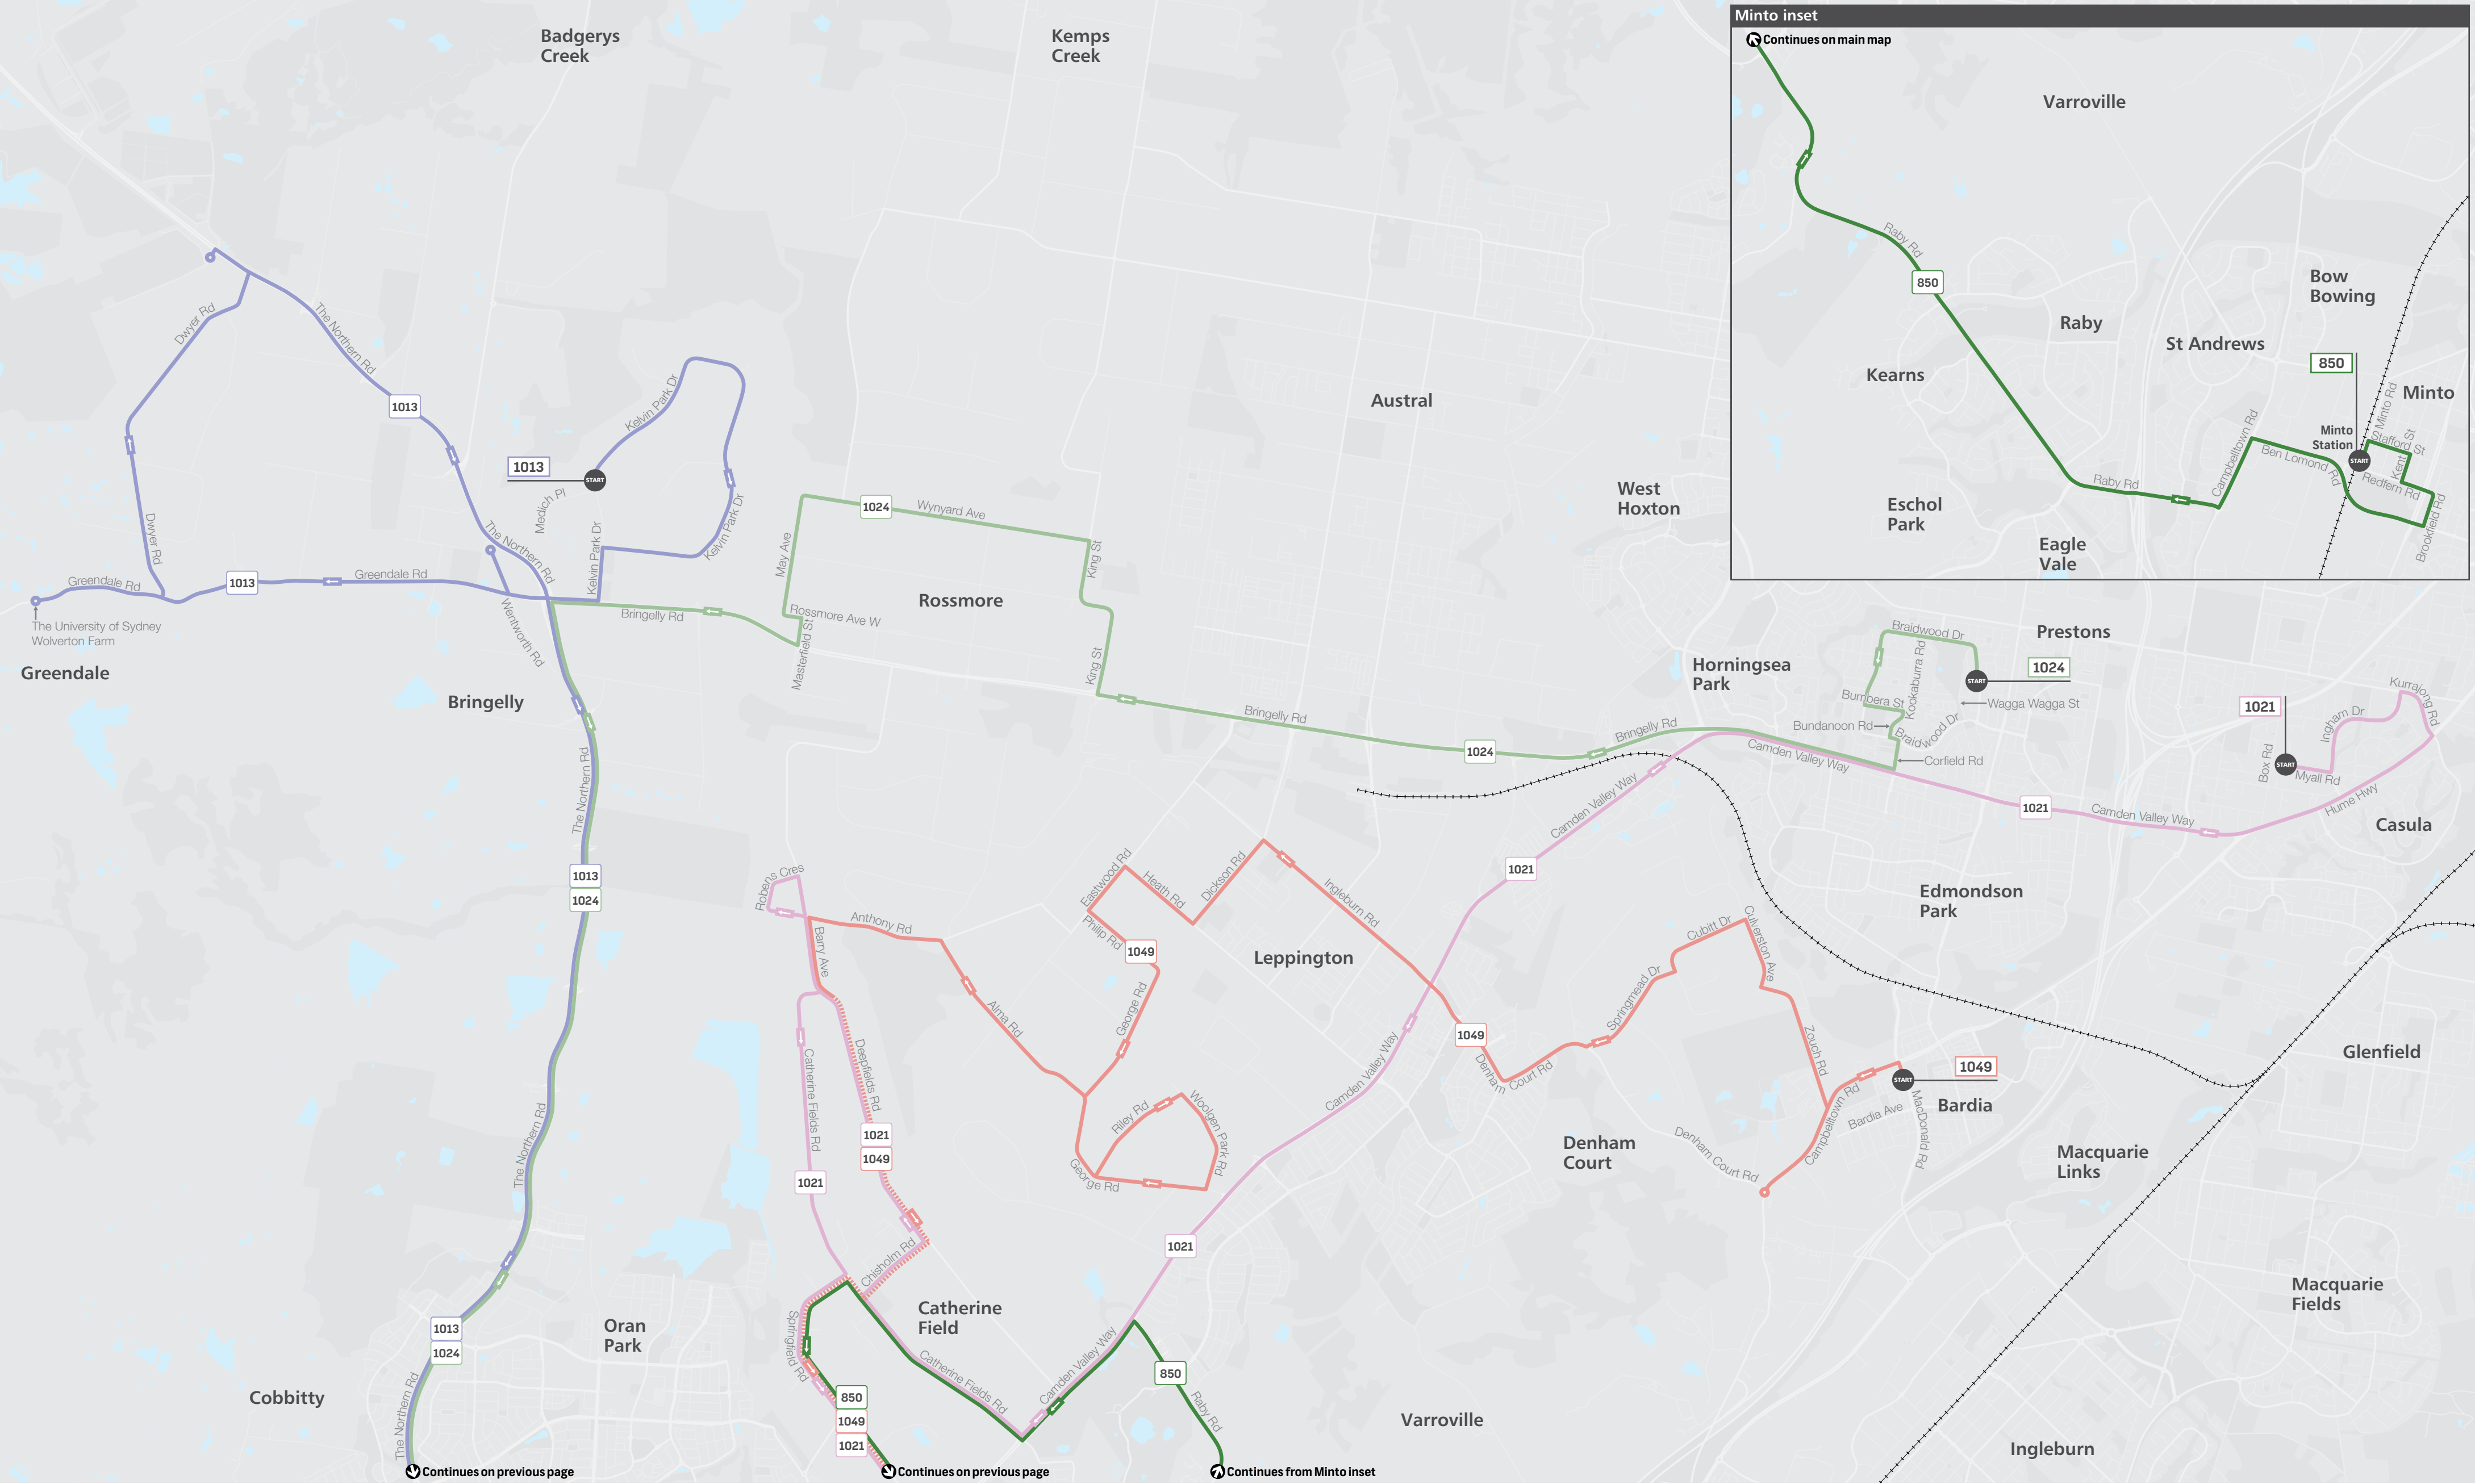 Minto inset
Continues on main map
Badgerys
Creek
Kemps
Creek
Varroville
Raby Rd
850
Bow
Bowing
Raby
St Andrews
850
Kearns
Minto
Minto Rd
Minto
Station
START
Stafford St
Kent St
Campbelltown Rd
Ben Lomond Rd
Redfern Rd
Raby Rd
Brookfield Rd
Eschol
Park
Eagle
Vale
Dwyer Rd
The Northern Rd
1013
Kelvin Park Dr
1013
START
Medich Pl
Kelvin Park Dr
Kelvin Park Dr
The Northern Rd
Dwyer Rd
Greendale Rd
1013
Greendale Rd
The University of Sydney
Wolverton Farm
Greendale
Wentworth Rd
Bringelly
Bringelly Rd
Austral
West
Hoxton
1024
Wynyard Ave
May Ave
King St
Rossmore
Rossmore Ave W
Masterfield St
King St
Bringelly Rd
1024
Bringelly Rd
Horningsea
Park
Prestons
Braidwood Dr
Kookaburra Rd
1024
START
Wagga Wagga St
Bumbera St
Bundanoon Rd
Braidwood Dr
Corfield Rd
Camden Valley Way
1021
Box Rd
START
Myall Rd
Ingham Dr
Kurrajong Rd
Hume Hwy
1021
Camden Valley Way
Casula
The Northern Rd
1013
1024
Camden Valley Way
1021
Robens Cres
Anthony Rd
Barry Ave
Eastwood Rd
Heath Rd
Dickson Rd
Ingleburn Rd
Philip Rd
1049
Leppington
George Rd
Alma Rd
Edmondson
Park
Cubitt Dr
Culverston Ave
Springmead Dr
Zouch Rd
1049
Denham
Court Rd
Camden Valley Way
Glenfield
1049
START
Bardia
Bardia Ave
MacDonald Rd
Campbelltown Rd
Denham Court Rd
Denham
Court
Macquarie
Links
Catherine Fields Rd
Deepfields Rd
1021
1049
1021
Riley Rd
Woolgen Park Rd
George Rd
The Northern Rd
1021
Chisholm Rd
Catherine
Field
Macquarie
Fields
Oran
Park
1013
1024
Springfield Rd
Catherine Fields Rd
Camden Valley Way
850
Raby Rd
Cobbitty
The Northern Rd
850
1049
1021
Varroville
Ingleburn
Continues on previous page
Continues on previous page
Continues from Minto inset